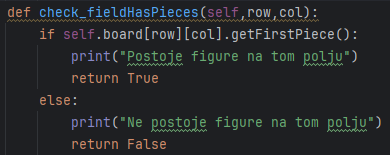 def check_fieldHasPieces(self,row,col):
    if self.board[row][col].getFirstPiece():
        print("Postoje figure na tom polju")
        return True
    else:
        print("Ne postoje figure na tom polju")
        return False